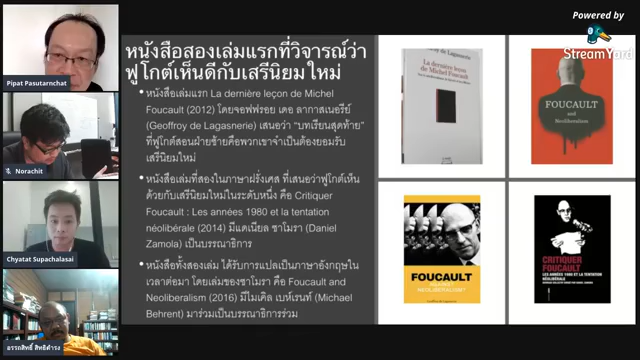 Powered by
StreamYard
Pipat Pasutarnchat
Norachit
Chyatat Supachalasai
อรรถสิทธิ์ สิทธิดำรง
หนังสือสองเล่มแรกที่วิจารณ์ว่า
ฟูโกต์เห็นดีกับเสรีนิยมใหม่
• หนังสือเล่มแรก La dernière leçon de Michel
Foucault (2012) โดยจอฟฟรอย เดอ ลากาสเนอรีย์
(Geoffroy de Lagasnerie) เสนอว่า "บทเรียนสุดท้าย"
ที่ฟูโกต์สอนฝ่ายซ้ายคือพวกเขาจำเป็นต้องยอมรับ
เสรีนิยมใหม่
• หนังสือเล่มที่สองในภาษาฝรั่งเศส ที่เสนอว่าฟูโกต์เห็น
ด้วยกับเสรีนิยมใหม่ในระดับหนึ่ง คือ Critiquer
Foucault : Les années 1980 et la tentation
néolibérale (2014) มีแดเนียล ซาโมรา (Daniel
Zamola) เป็นบรรณาธิการ
• หนังสือทั้งสองเล่ม ได้รับการแปลเป็นภาษาอังกฤษใน
เวลาต่อมา โดยเล่มของซาโมรา คือ Foucault and
Neoliberalism (2016) มีไมเคิล เบห์เรนท์ (Michael
Behrent) มาร่วมเป็นบรรณาธิการร่วม
de Lagasnerie
La dernière leçon
de Michel Foucault
FOUCAULT
and
Neoliberalism
FOUCAULT
AGAINST
NEOLIBERALISM?
CRITIQUER
FOUCAULT
LES ANNÉES 1980 ET LA TENTATION
NÉOLIBÉRALE